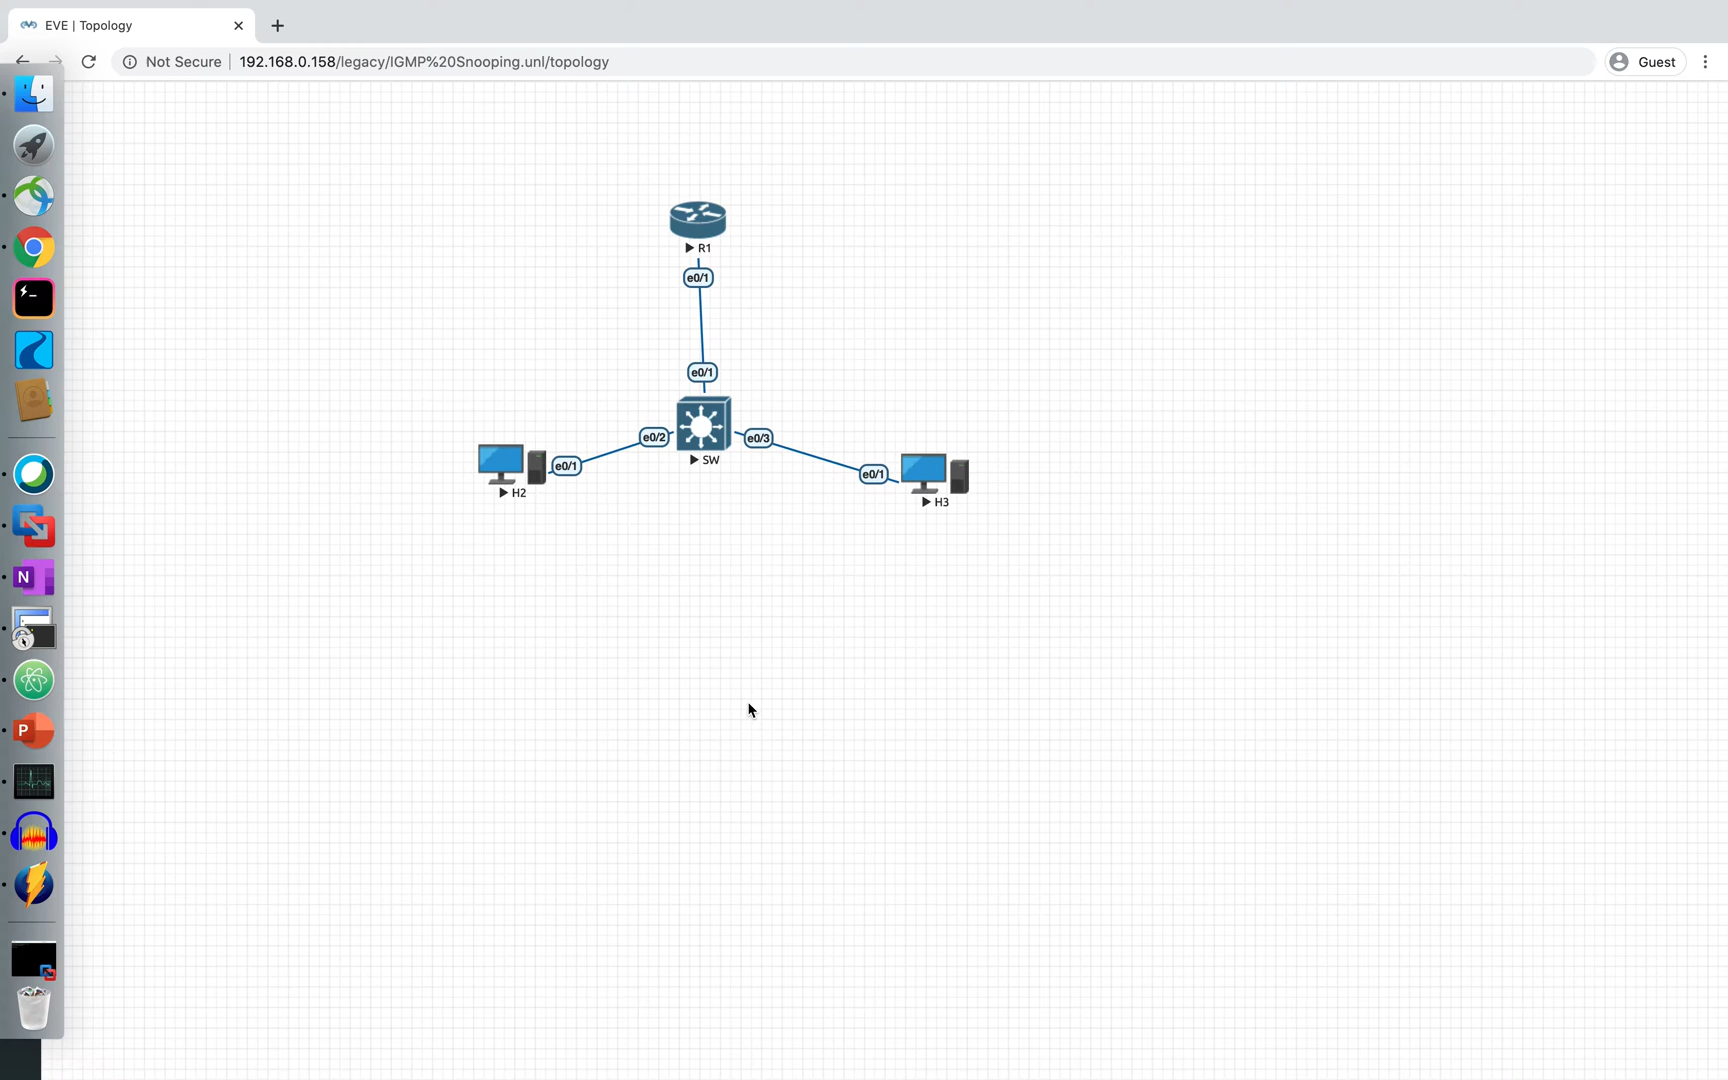 EVE | Topology
Not Secure 192.168.0.158/legacy/IGMP%20Snooping.unl/topology Guest
R1
e0/1
e0/1
e0/2 e0/3
SW
e0/1 e0/1
H2 H3
N
P